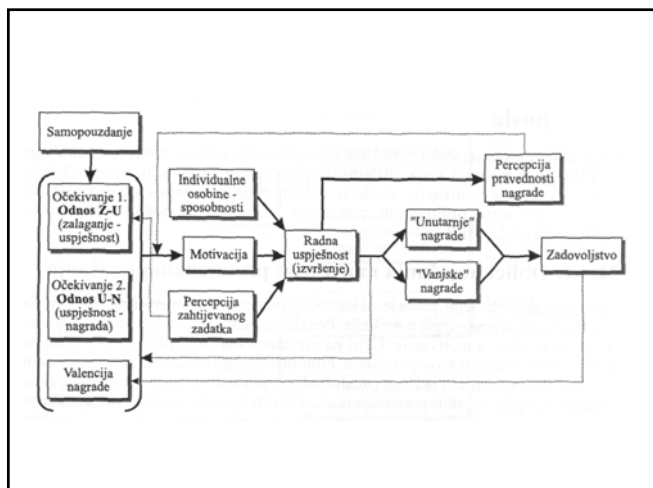 Samopouzdanje
Očekivanje 1.
Odnos Z-U
(zalaganje -
uspješnost)
Očekivanje 2.
Odnos U-N
(uspješnost -
nagrada)
Valencija
nagrade
Individualne
osobine -
sposobnosti
Motivacija
Percepcija
zahtijevanog
zadatka
Radna
uspješnost
(izvršenje)
"Unutarnje"
nagrade
"Vanjske"
nagrade
Percepcija
pravednosti
nagrade
Zadovoljstvo